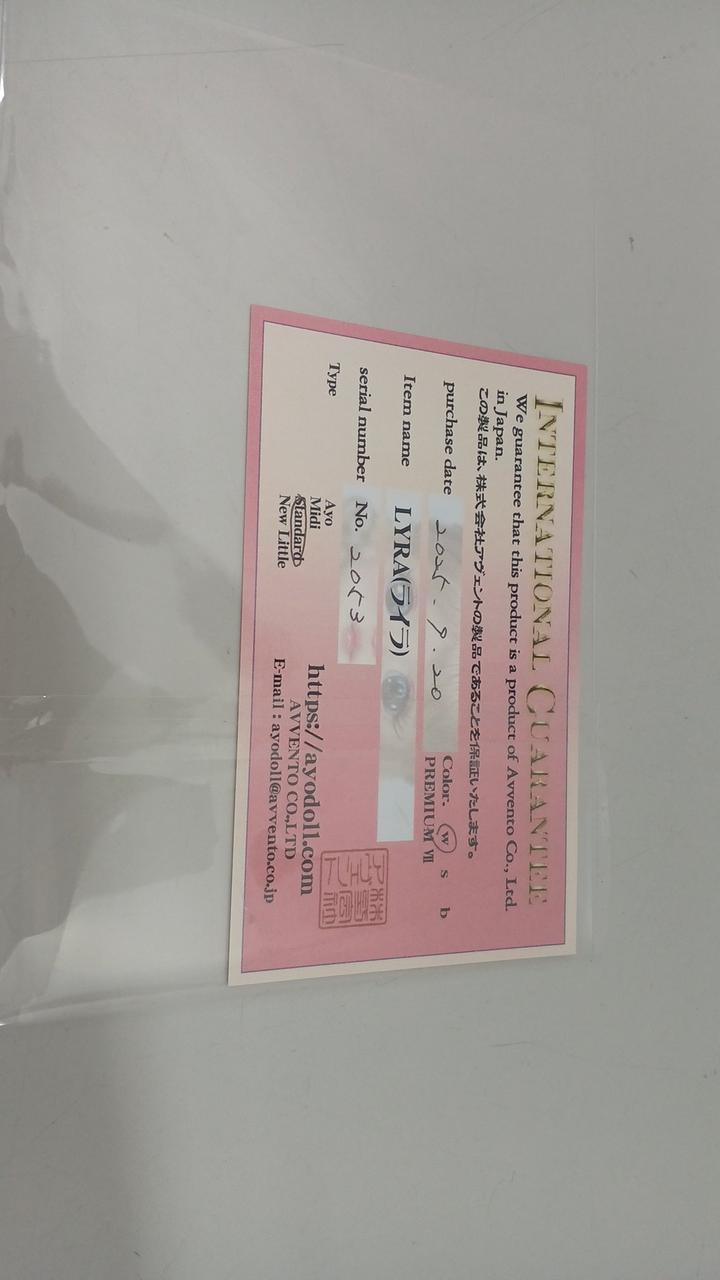 INTERNATIONAL GUARANTEE
We guarantee that this product is a product of Avvento Co., Ltd.
in Japan.
この製品は、株式会社アヴェントの製品であることを保証いたします。
purchase date 2025.9.20 Color. w s b
PREMIUM Ⅶ
Item name LYRA(ライラ)
serial number No. 2053
Type Ayo
Midi
Standard
New Little
https://ayodoll.com
AVVENTO CO.,LTD
E-mail : ayodoll@avvento.co.jp